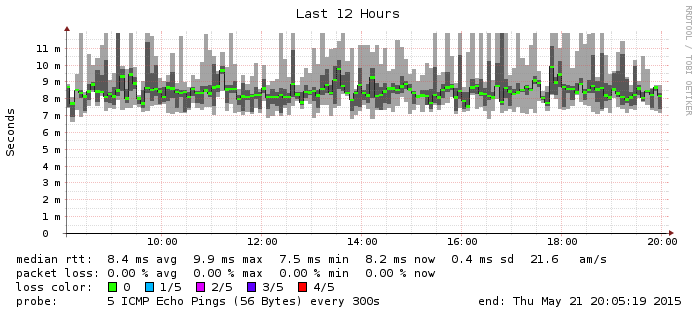 Last 12 Hours
RRDTOOL / TOBI OETIKER
Seconds
11 m
10 m
9 m
8 m
7 m
6 m
5 m
4 m
3 m
2 m
1 m
0
10:00 12:00 14:00 16:00 18:00 20:00
median rtt: 8.4 ms avg 9.9 ms max 7.5 ms min 8.2 ms now 0.4 ms sd 21.6 am/s
packet loss: 0.00 % avg 0.00 % max 0.00 % min 0.00 % now
loss color: 0 1/5 2/5 3/5 4/5
probe: 5 ICMP Echo Pings (56 Bytes) every 300s end: Thu May 21 20:05:19 2015